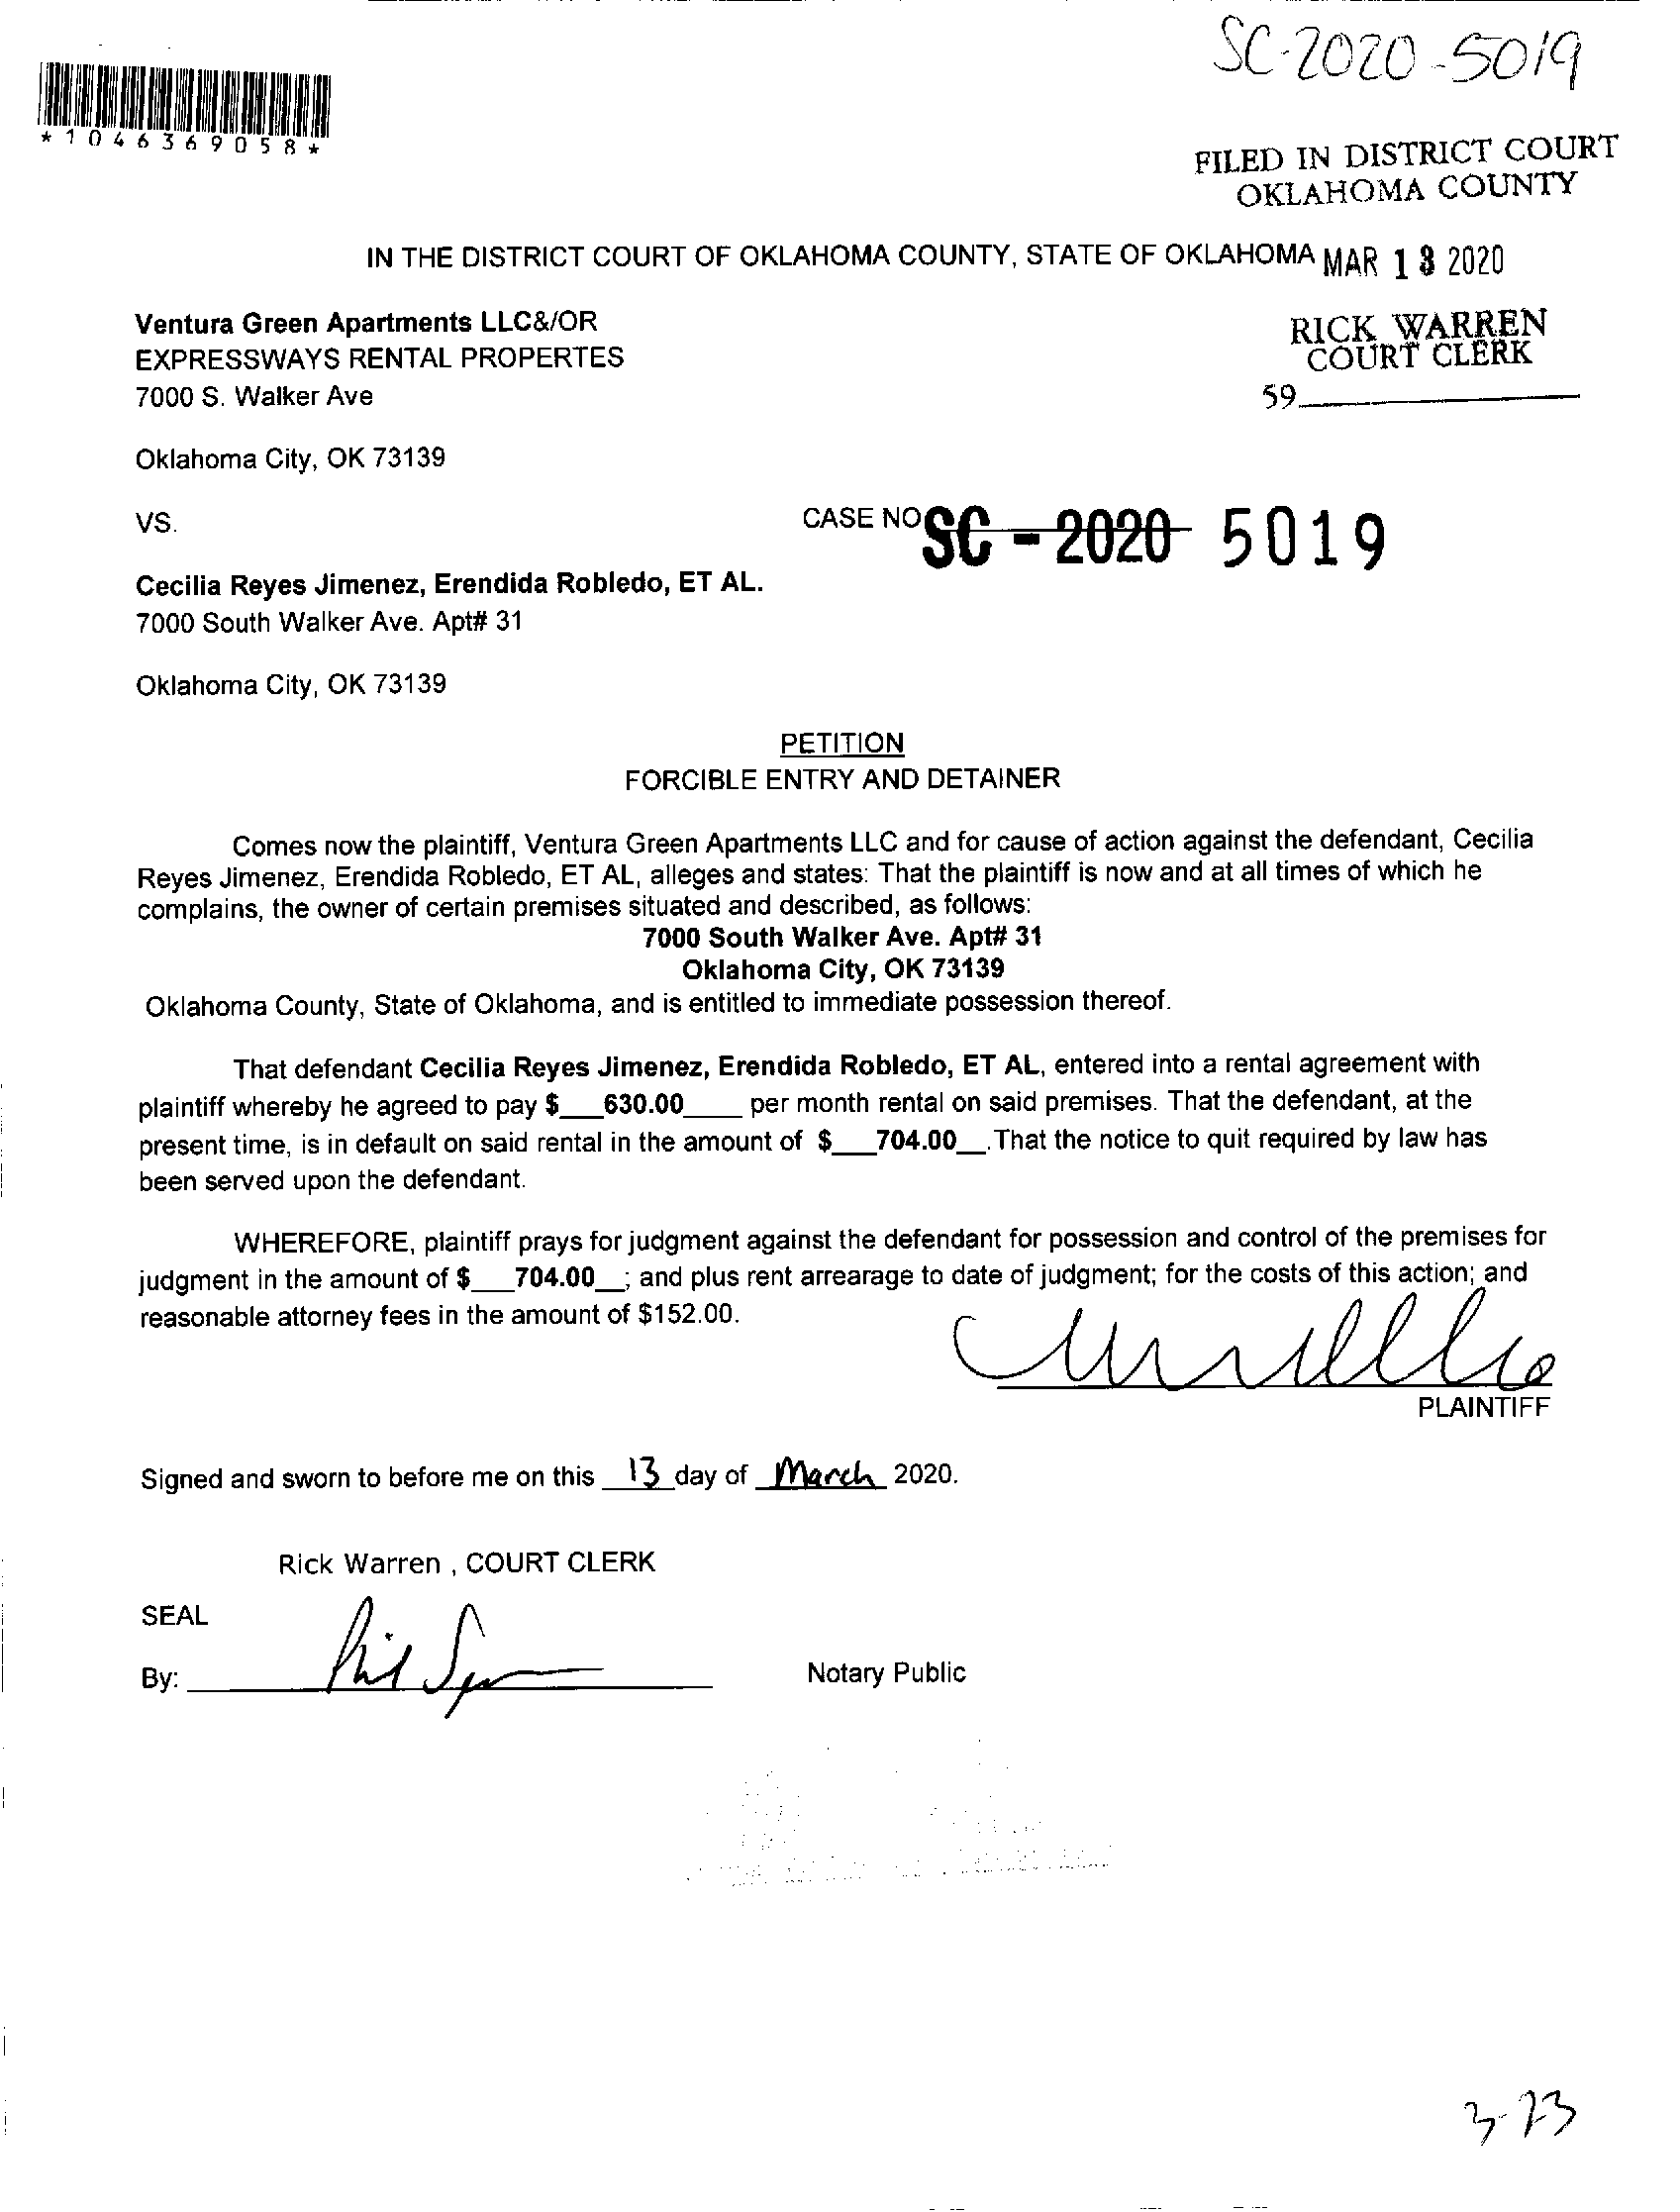 SC-2020-5019
*1046369058*
FILED IN DISTRICT COURT
OKLAHOMA COUNTY
IN THE DISTRICT COURT OF OKLAHOMA COUNTY, STATE OF OKLAHOMA MAR 13 2020
Ventura Green Apartments LLC&/OR
RICK WARREN
EXPRESSWAYS RENTAL PROPERTES
COURT CLERK
7000 S. Walker Ave
59
Oklahoma City, OK 73139
VS.
CASE NO SC - 2020 5019
Cecilia Reyes Jimenez, Erendida Robledo, ET AL.
7000 South Walker Ave. Apt# 31
Oklahoma City, OK 73139
PETITION
FORCIBLE ENTRY AND DETAINER
Comes now the plaintiff, Ventura Green Apartments LLC and for cause of action against the defendant, Cecilia
Reyes Jimenez, Erendida Robledo, ET AL, alleges and states: That the plaintiff is now and at all times of which he
complains, the owner of certain premises situated and described, as follows:
7000 South Walker Ave. Apt# 31
Oklahoma City, OK 73139
Oklahoma County, State of Oklahoma, and is entitled to immediate possession thereof.
That defendant Cecilia Reyes Jimenez, Erendida Robledo, ET AL, entered into a rental agreement with
plaintiff whereby he agreed to pay $___630.00____ per month rental on said premises. That the defendant, at the
present time, is in default on said rental in the amount of $___704.00__.That the notice to quit required by law has
been served upon the defendant.
WHEREFORE, plaintiff prays for judgment against the defendant for possession and control of the premises for
judgment in the amount of $___704.00__; and plus rent arrearage to date of judgment; for the costs of this action; and
reasonable attorney fees in the amount of $152.00.
PLAINTIFF
Signed and sworn to before me on this 13 day of March 2020.
Rick Warren , COURT CLERK
SEAL
By:
Notary Public
3-23